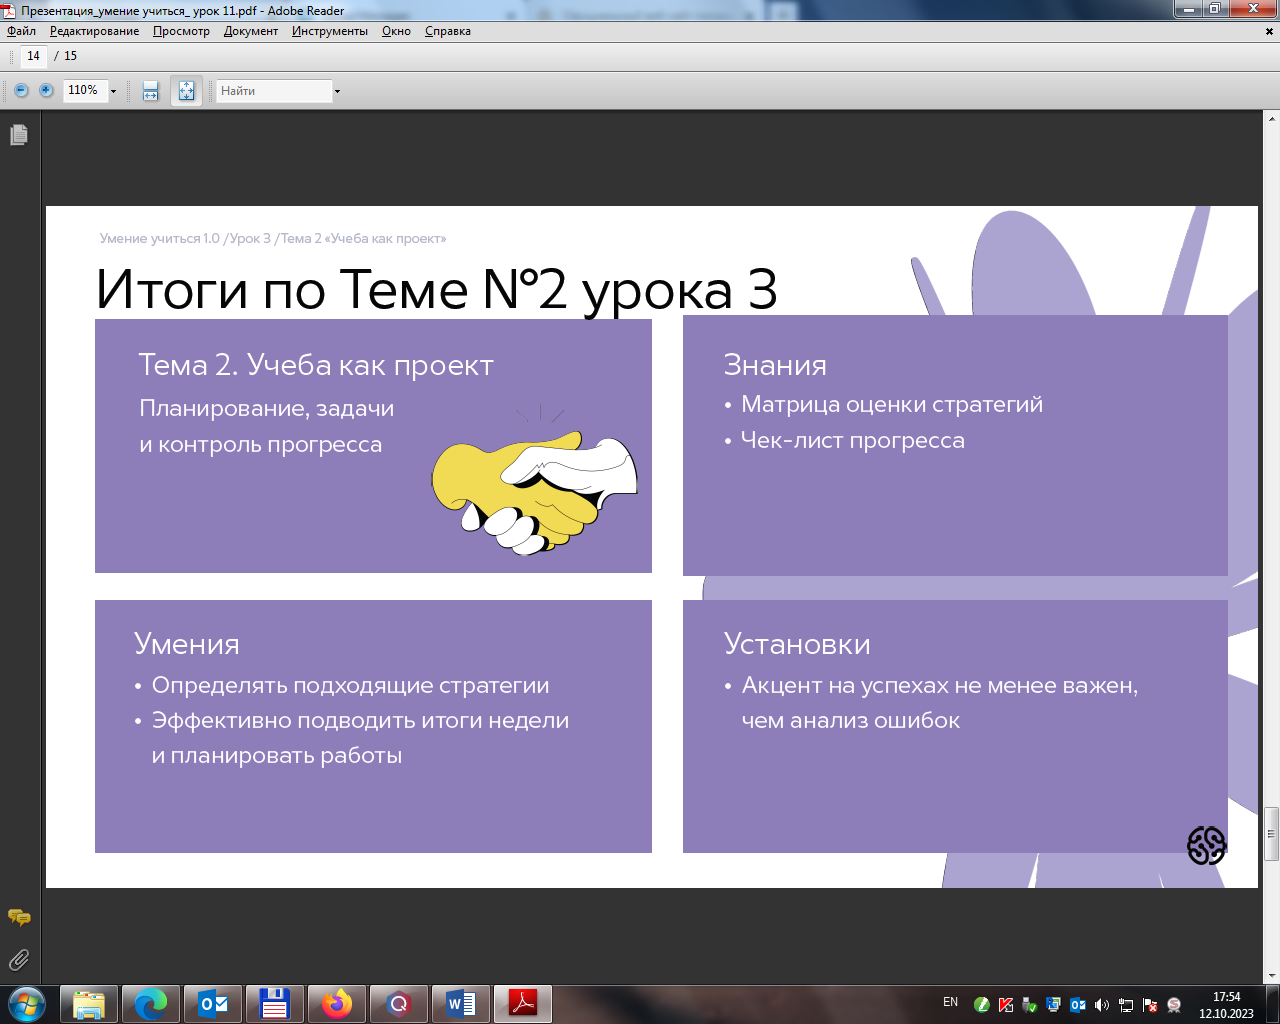 Презентация_умение учиться_ урок 11.pdf - Adobe Reader
Файл Редактирование Просмотр Документ Инструменты Окно Справка
14 / 15
110% Найти
Умение учиться 1.0 /Урок 3 /Тема 2 «Учеба как проект»
Итоги по Теме №2 урока 3
Тема 2. Учеба как проект
Планирование, задачи
и контроль прогресса
Знания
• Матрица оценки стратегий
• Чек-лист прогресса
Умения
• Определять подходящие стратегии
• Эффективно подводить итоги недели
и планировать работы
Установки
• Акцент на успехах не менее важен,
чем анализ ошибок
EN
17:54
12.10.2023